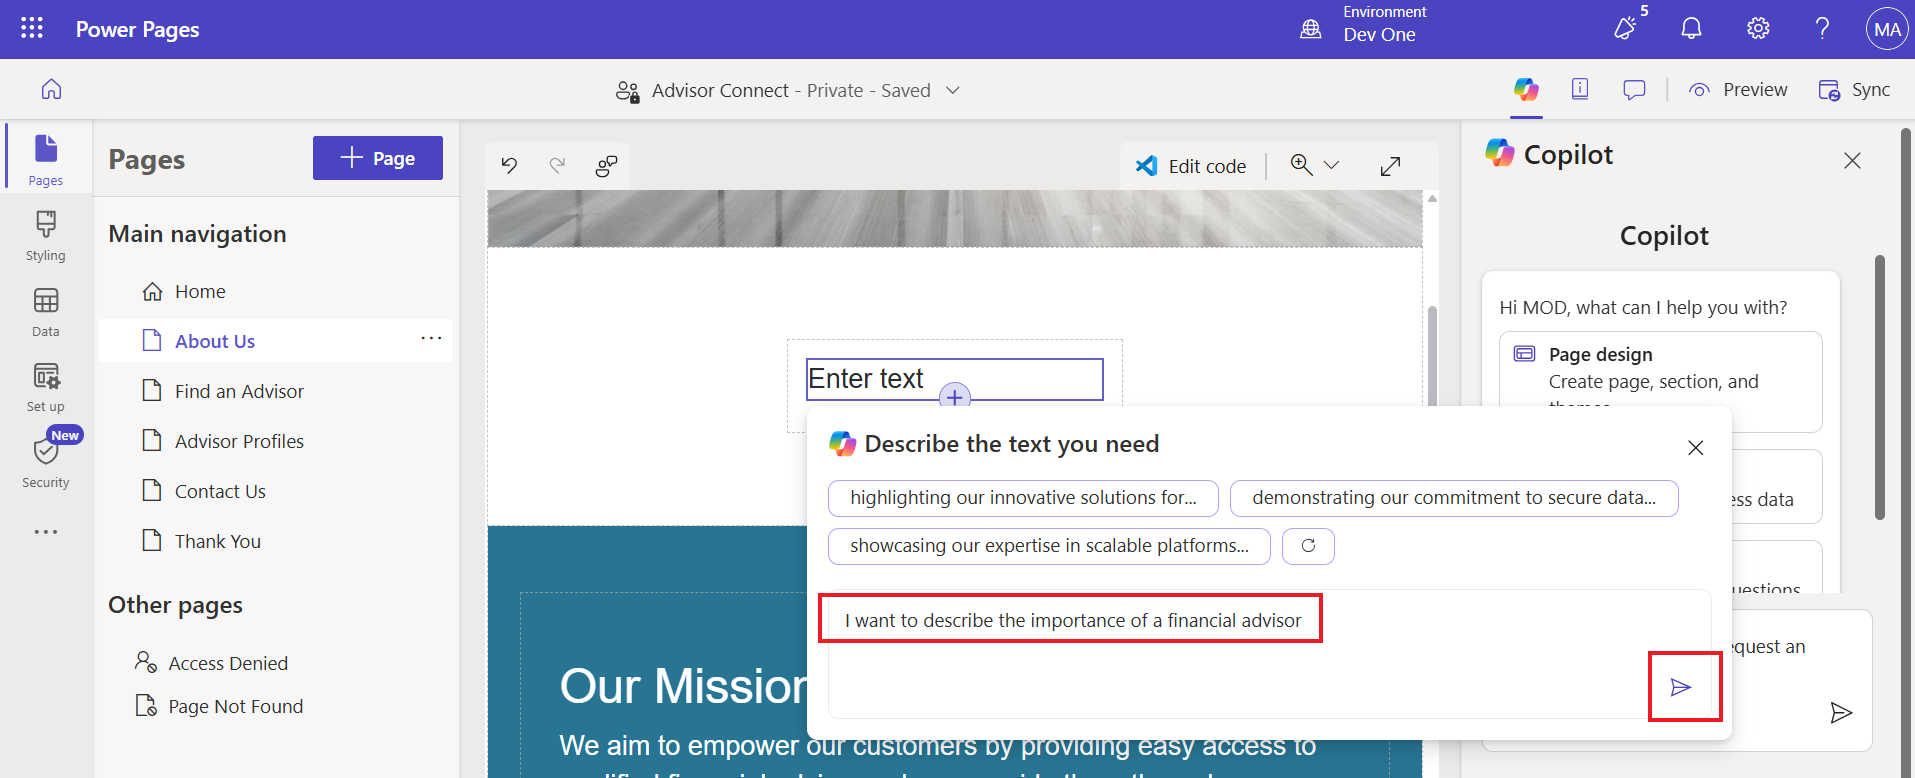 Power Pages
Environment
Dev One
5
MA
Advisor Connect - Private - Saved
Preview
Sync
Pages
Styling
Data
Set up
New
Security
Pages
Page
Main navigation
Home
About Us
Find an Advisor
Advisor Profiles
Contact Us
Thank You
Other pages
Access Denied
Page Not Found
Edit code
Enter text
Describe the text you need
highlighting our innovative solutions for...
demonstrating our commitment to secure data...
showcasing our expertise in scalable platforms...
I want to describe the importance of a financial advisor
Our Mission
We aim to empower our customers by providing easy access to
Copilot
Copilot
Hi MOD, what can I help you with?
Page design
Create page, section, and
themes
ess data
uestions
equest an